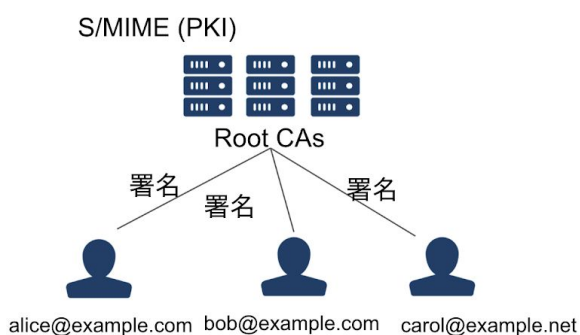 S/MIME (PKI)
Root CAs
署名
署名
署名
alice@example.com
bob@example.com
carol@example.net